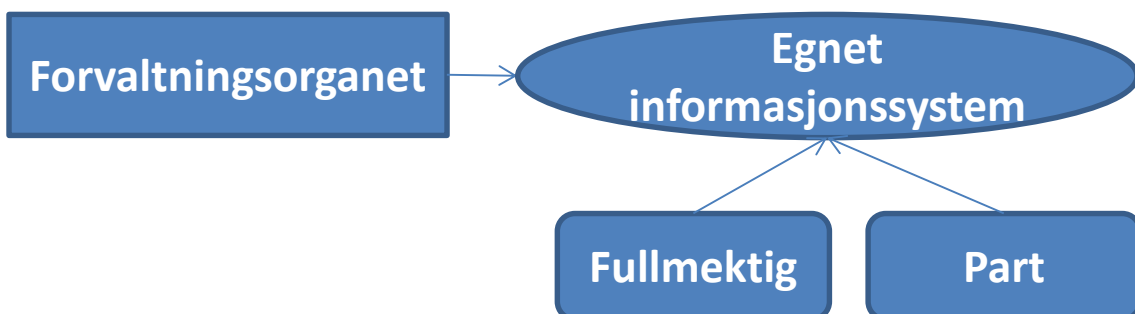 Forvaltningsorganet
Egnet
informasjonssystem
Fullmektig
Part